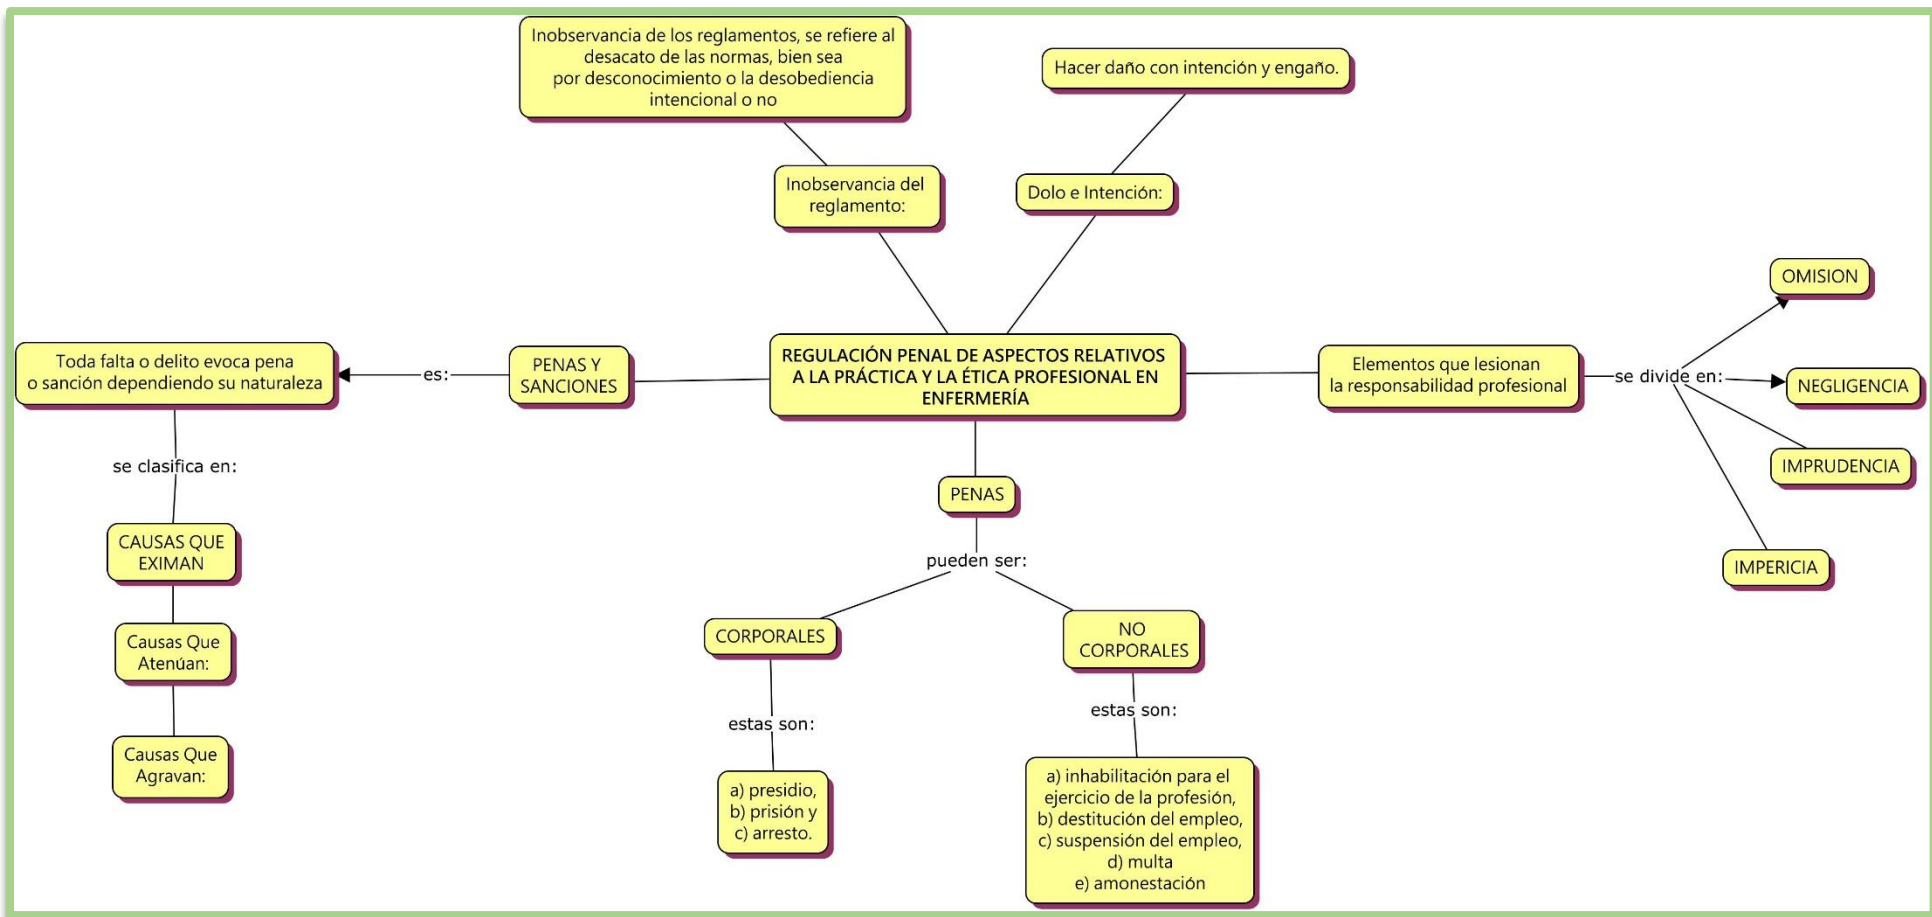 Inobservancia de los reglamentos, se refiere al
desacato de las normas, bien sea
por desconocimiento o la desobediencia
intencional o no
Hacer daño con intención y engaño.
Inobservancia del
reglamento:
Dolo e Intención:
OMISION
Toda falta o delito evoca pena
o sanción dependiendo su naturaleza
es:
PENAS Y
SANCIONES
REGULACIÓN PENAL DE ASPECTOS RELATIVOS
A LA PRÁCTICA Y LA ÉTICA PROFESIONAL EN
ENFERMERÍA
Elementos que lesionan
la responsabilidad profesional
se divide en:
NEGLIGENCIA
IMPRUDENCIA
IMPERICIA
se clasifica en:
CAUSAS QUE
EXIMAN
Causas Que
Atenúan:
Causas Que
Agravan:
PENAS
pueden ser:
CORPORALES
estas son:
a) presidio,
b) prisión y
c) arresto.
NO
CORPORALES
estas son:
a) inhabilitación para el
ejercicio de la profesión,
b) destitución del empleo,
c) suspensión del empleo,
d) multa
e) amonestación